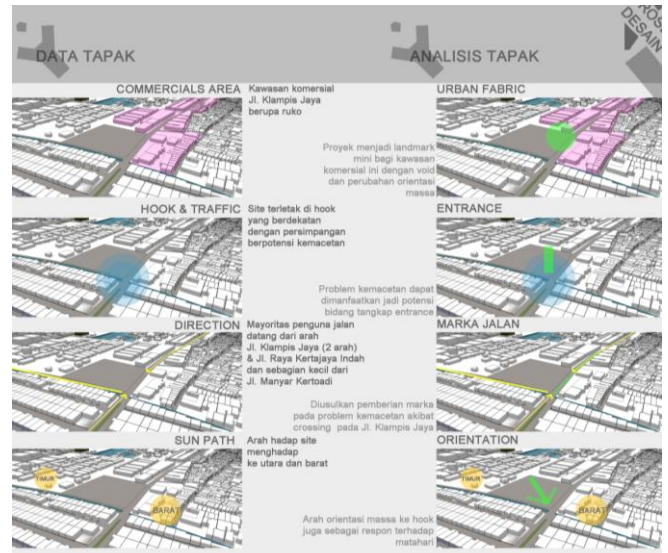 DATA TAPAK
ANALISIS TAPAK
DESAIN
COMMERCIALS AREA
Kawasan komersial
Jl. Klampis Jaya
berupa ruko
Proyek menjadi landmark
mini bagi kawasan
komersial ini dengan void
dan perubahan orientasi
massa
URBAN FABRIC
HOOK & TRAFFIC
Site terletak di hook
yang berdekatan
dengan persimpangan
berpotensi kemacetan
Problem kemacetan dapat
dimanfaatkan jadi potensi
bidang tangkap entrance
ENTRANCE
DIRECTION
Mayoritas penguna jalan
datang dari arah
Jl. Klampis Jaya (2 arah)
& Jl. Raya Kertajaya Indah
dan sebagian kecil dari
Jl. Manyar Kertoadi
Diusulkan pemberian marka
pada problem kemacetan akibat
crossing pada Jl. Klampis Jaya
MARKA JALAN
SUN PATH
Arah hadap site
menghadap
ke utara dan barat
Arah orientasi massa ke hook
juga sebagai respon terhadap
matahari
ORIENTATION
TIMUR
BARAT
TIMUR
BARAT